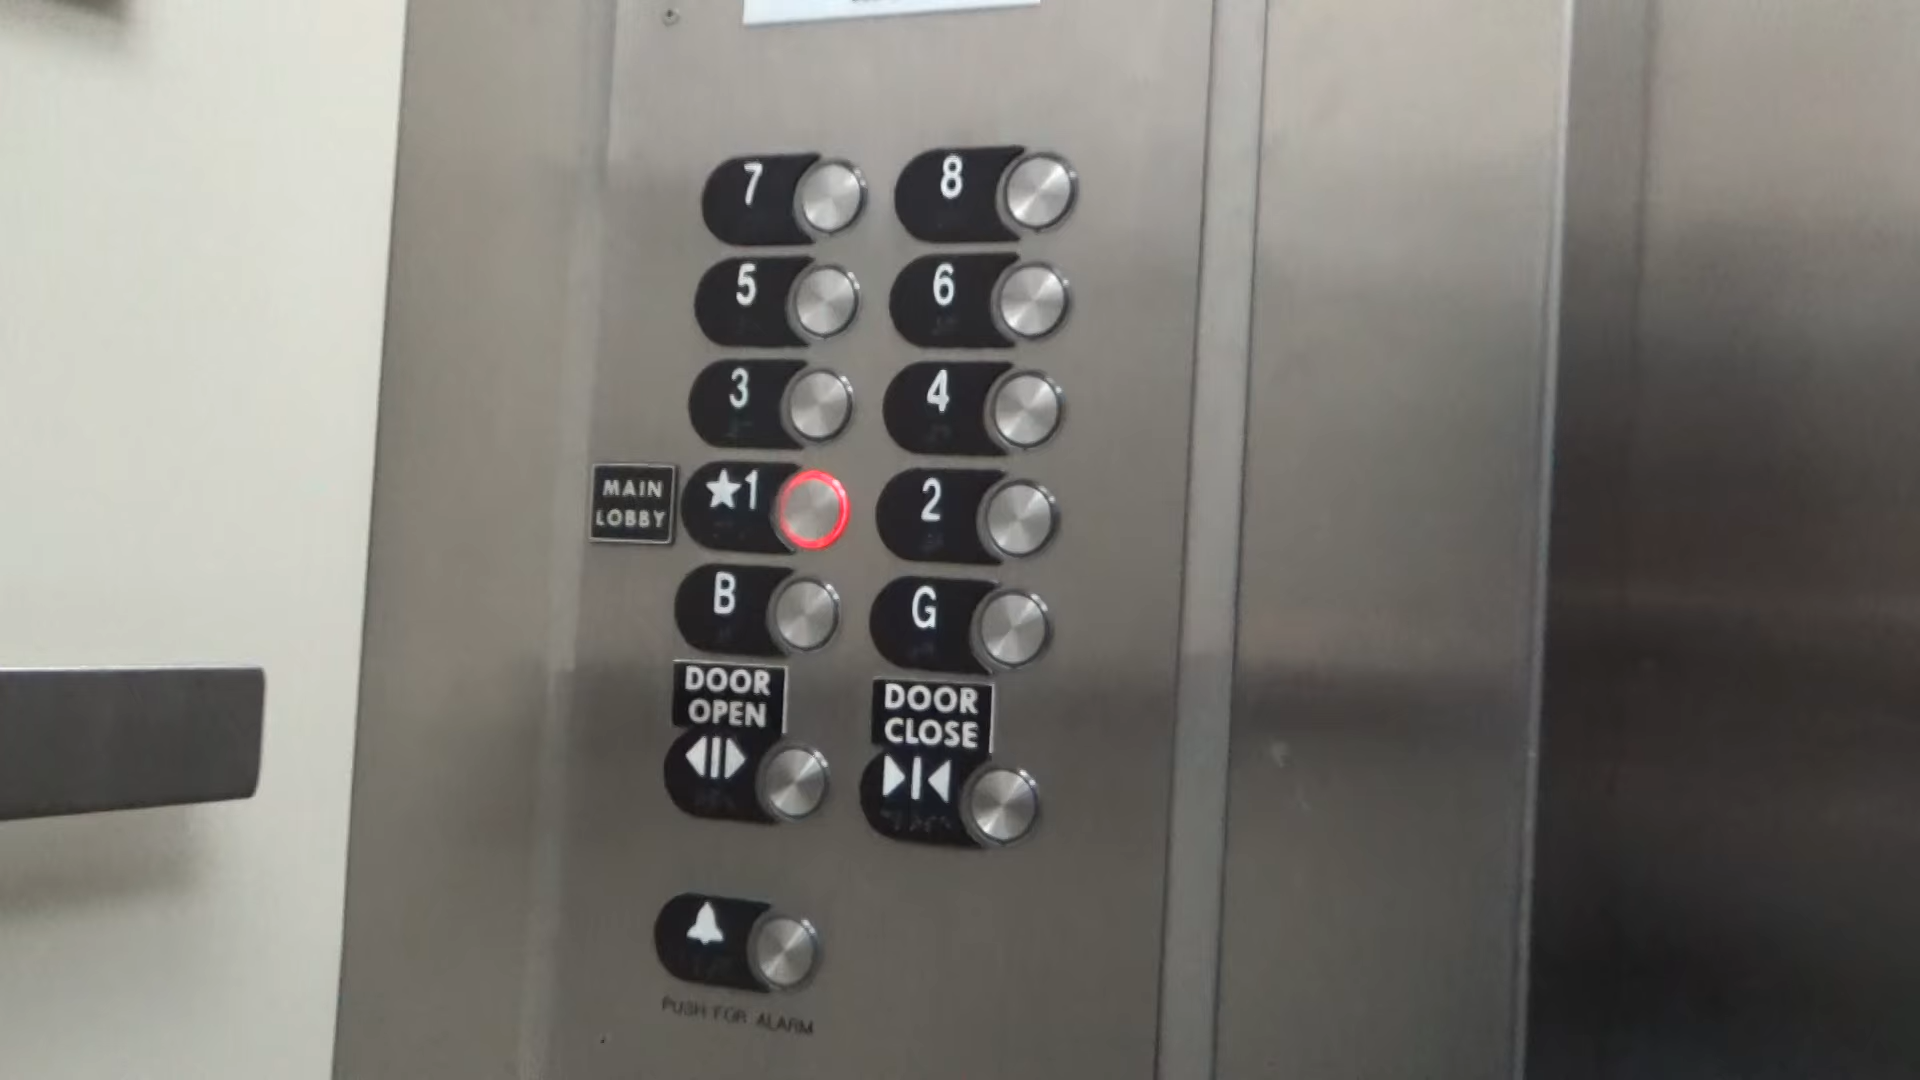 7 8
5 6
3 4
MAIN
LOBBY
★1 2
B G
DOOR
OPEN
DOOR
CLOSE
PUSH FOR ALARM